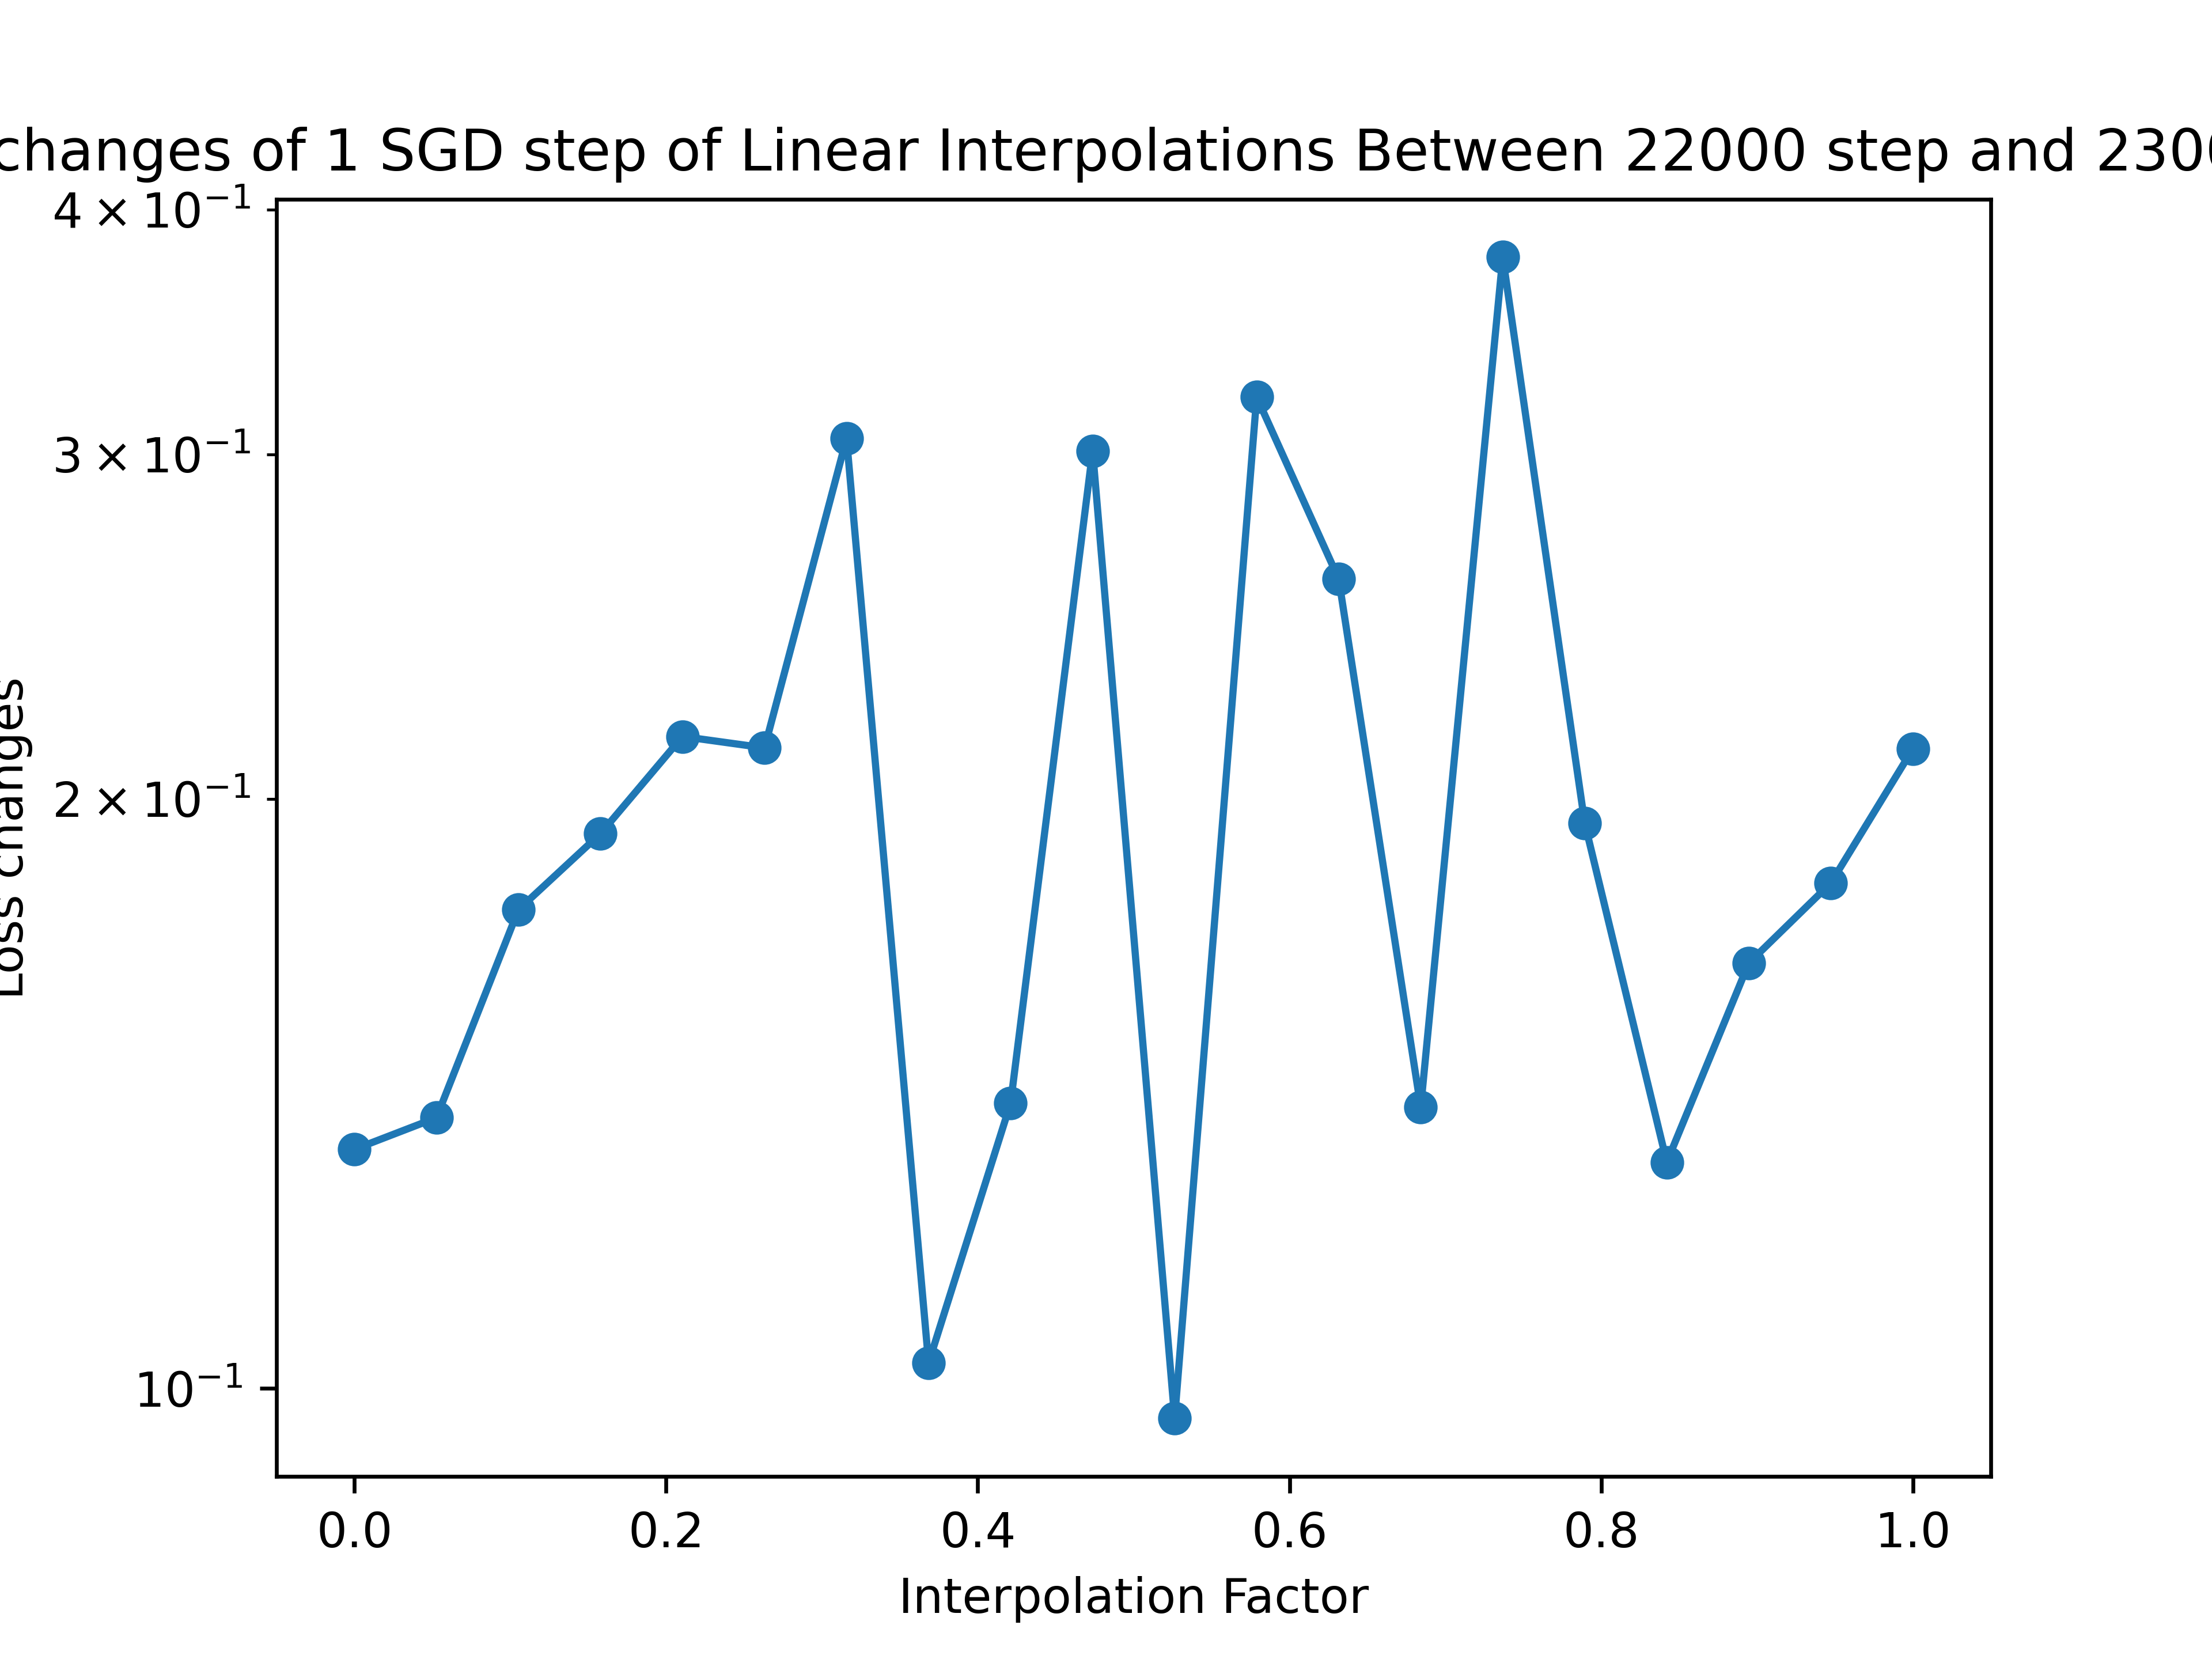 changes of 1 SGD step of Linear Interpolations Between 22000 step and 230
4 × 10⁻¹
3 × 10⁻¹
2 × 10⁻¹
10⁻¹
Loss changes
0.0 0.2 0.4 0.6 0.8 1.0
Interpolation Factor